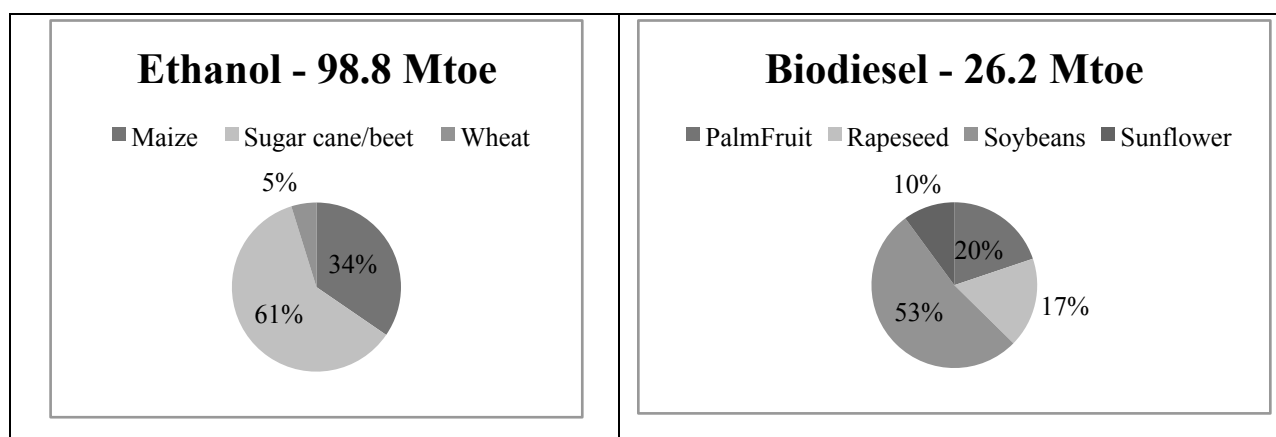 Ethanol - 98.8 Mtoe
Maize Sugar cane/beet Wheat
5%
34%
61%
Biodiesel - 26.2 Mtoe
PalmFruit Rapeseed Soybeans Sunflower
10%
20%
17%
53%